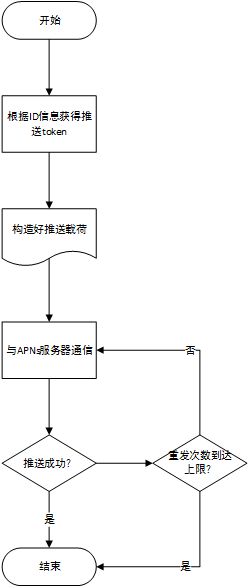 开始
根据ID信息获得推
送token
构造好推送载荷
与APNs服务器通信
否
推送成功?
重发次数到达
上限?
是
是
结束